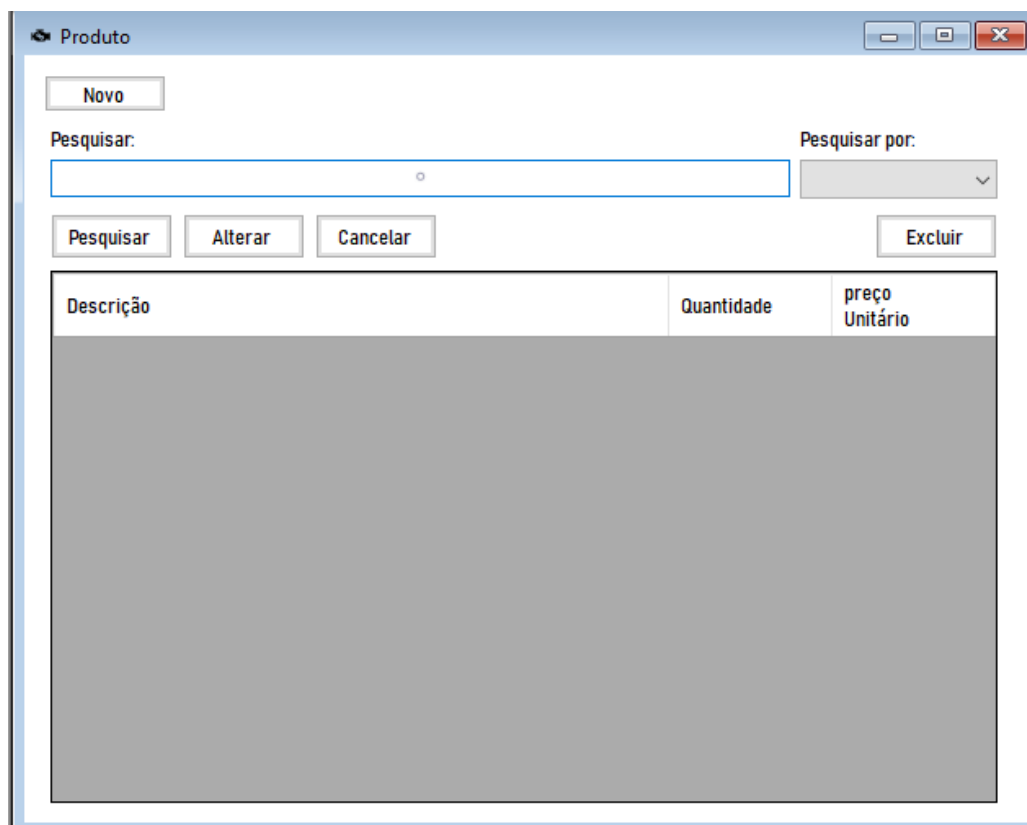 Produto
Novo
Pesquisar:
Pesquisar por:
Pesquisar
Alterar
Cancelar
Excluir
Descrição
Quantidade
preço
Unitário